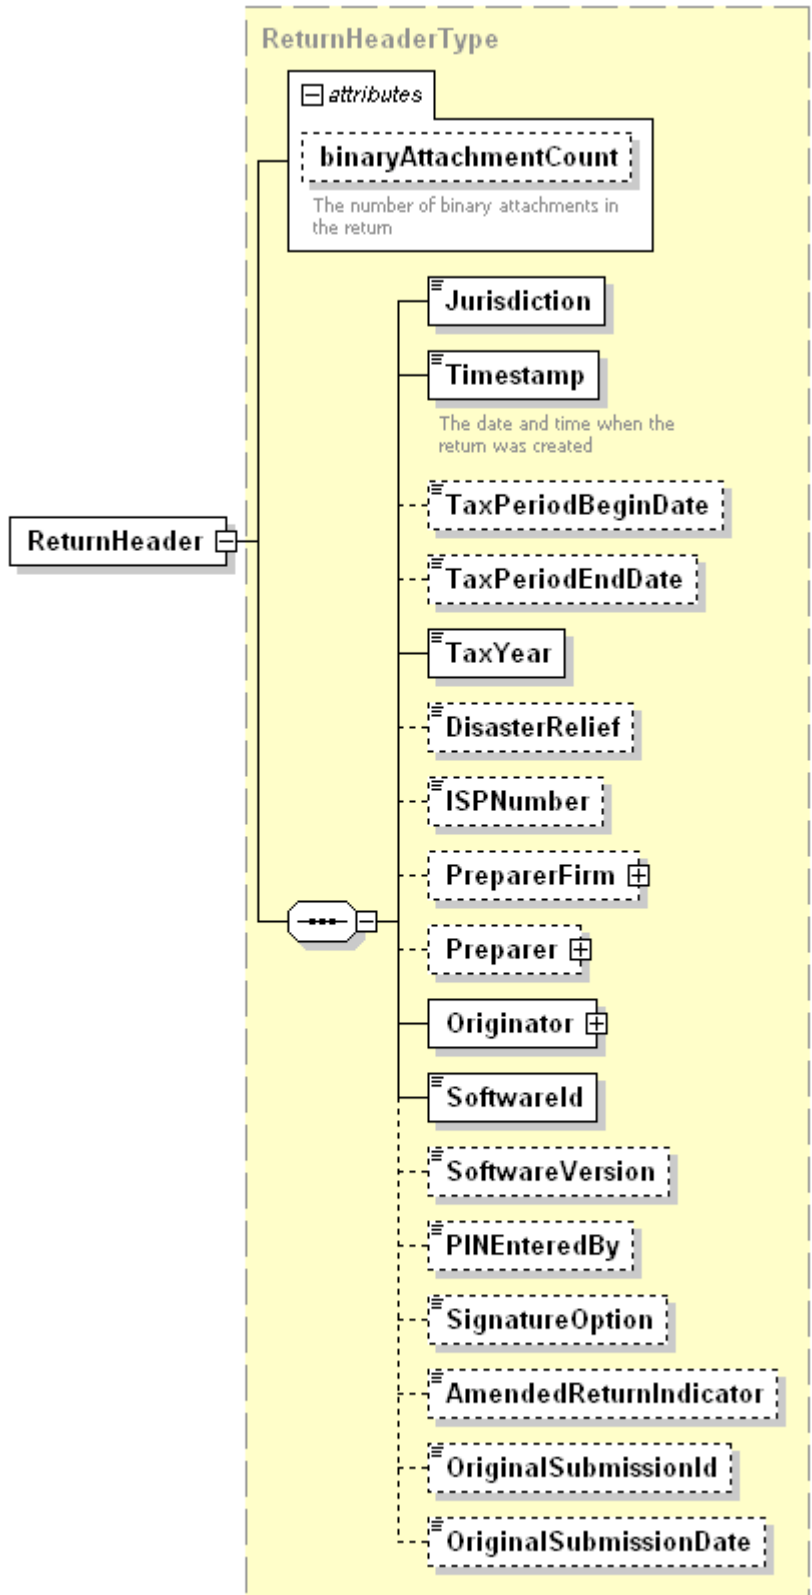 ReturnHeaderType
attributes
binaryAttachmentCount
The number of binary attachments in
the return
Jurisdiction
Timestamp
The date and time when the
return was created
TaxPeriodBeginDate
ReturnHeader
TaxPeriodEndDate
TaxYear
DisasterRelief
ISPNumber
PreparerFirm
Preparer
Originator
SoftwareId
SoftwareVersion
PINEnteredBy
SignatureOption
AmendedReturnIndicator
OriginalSubmissionId
OriginalSubmissionDate